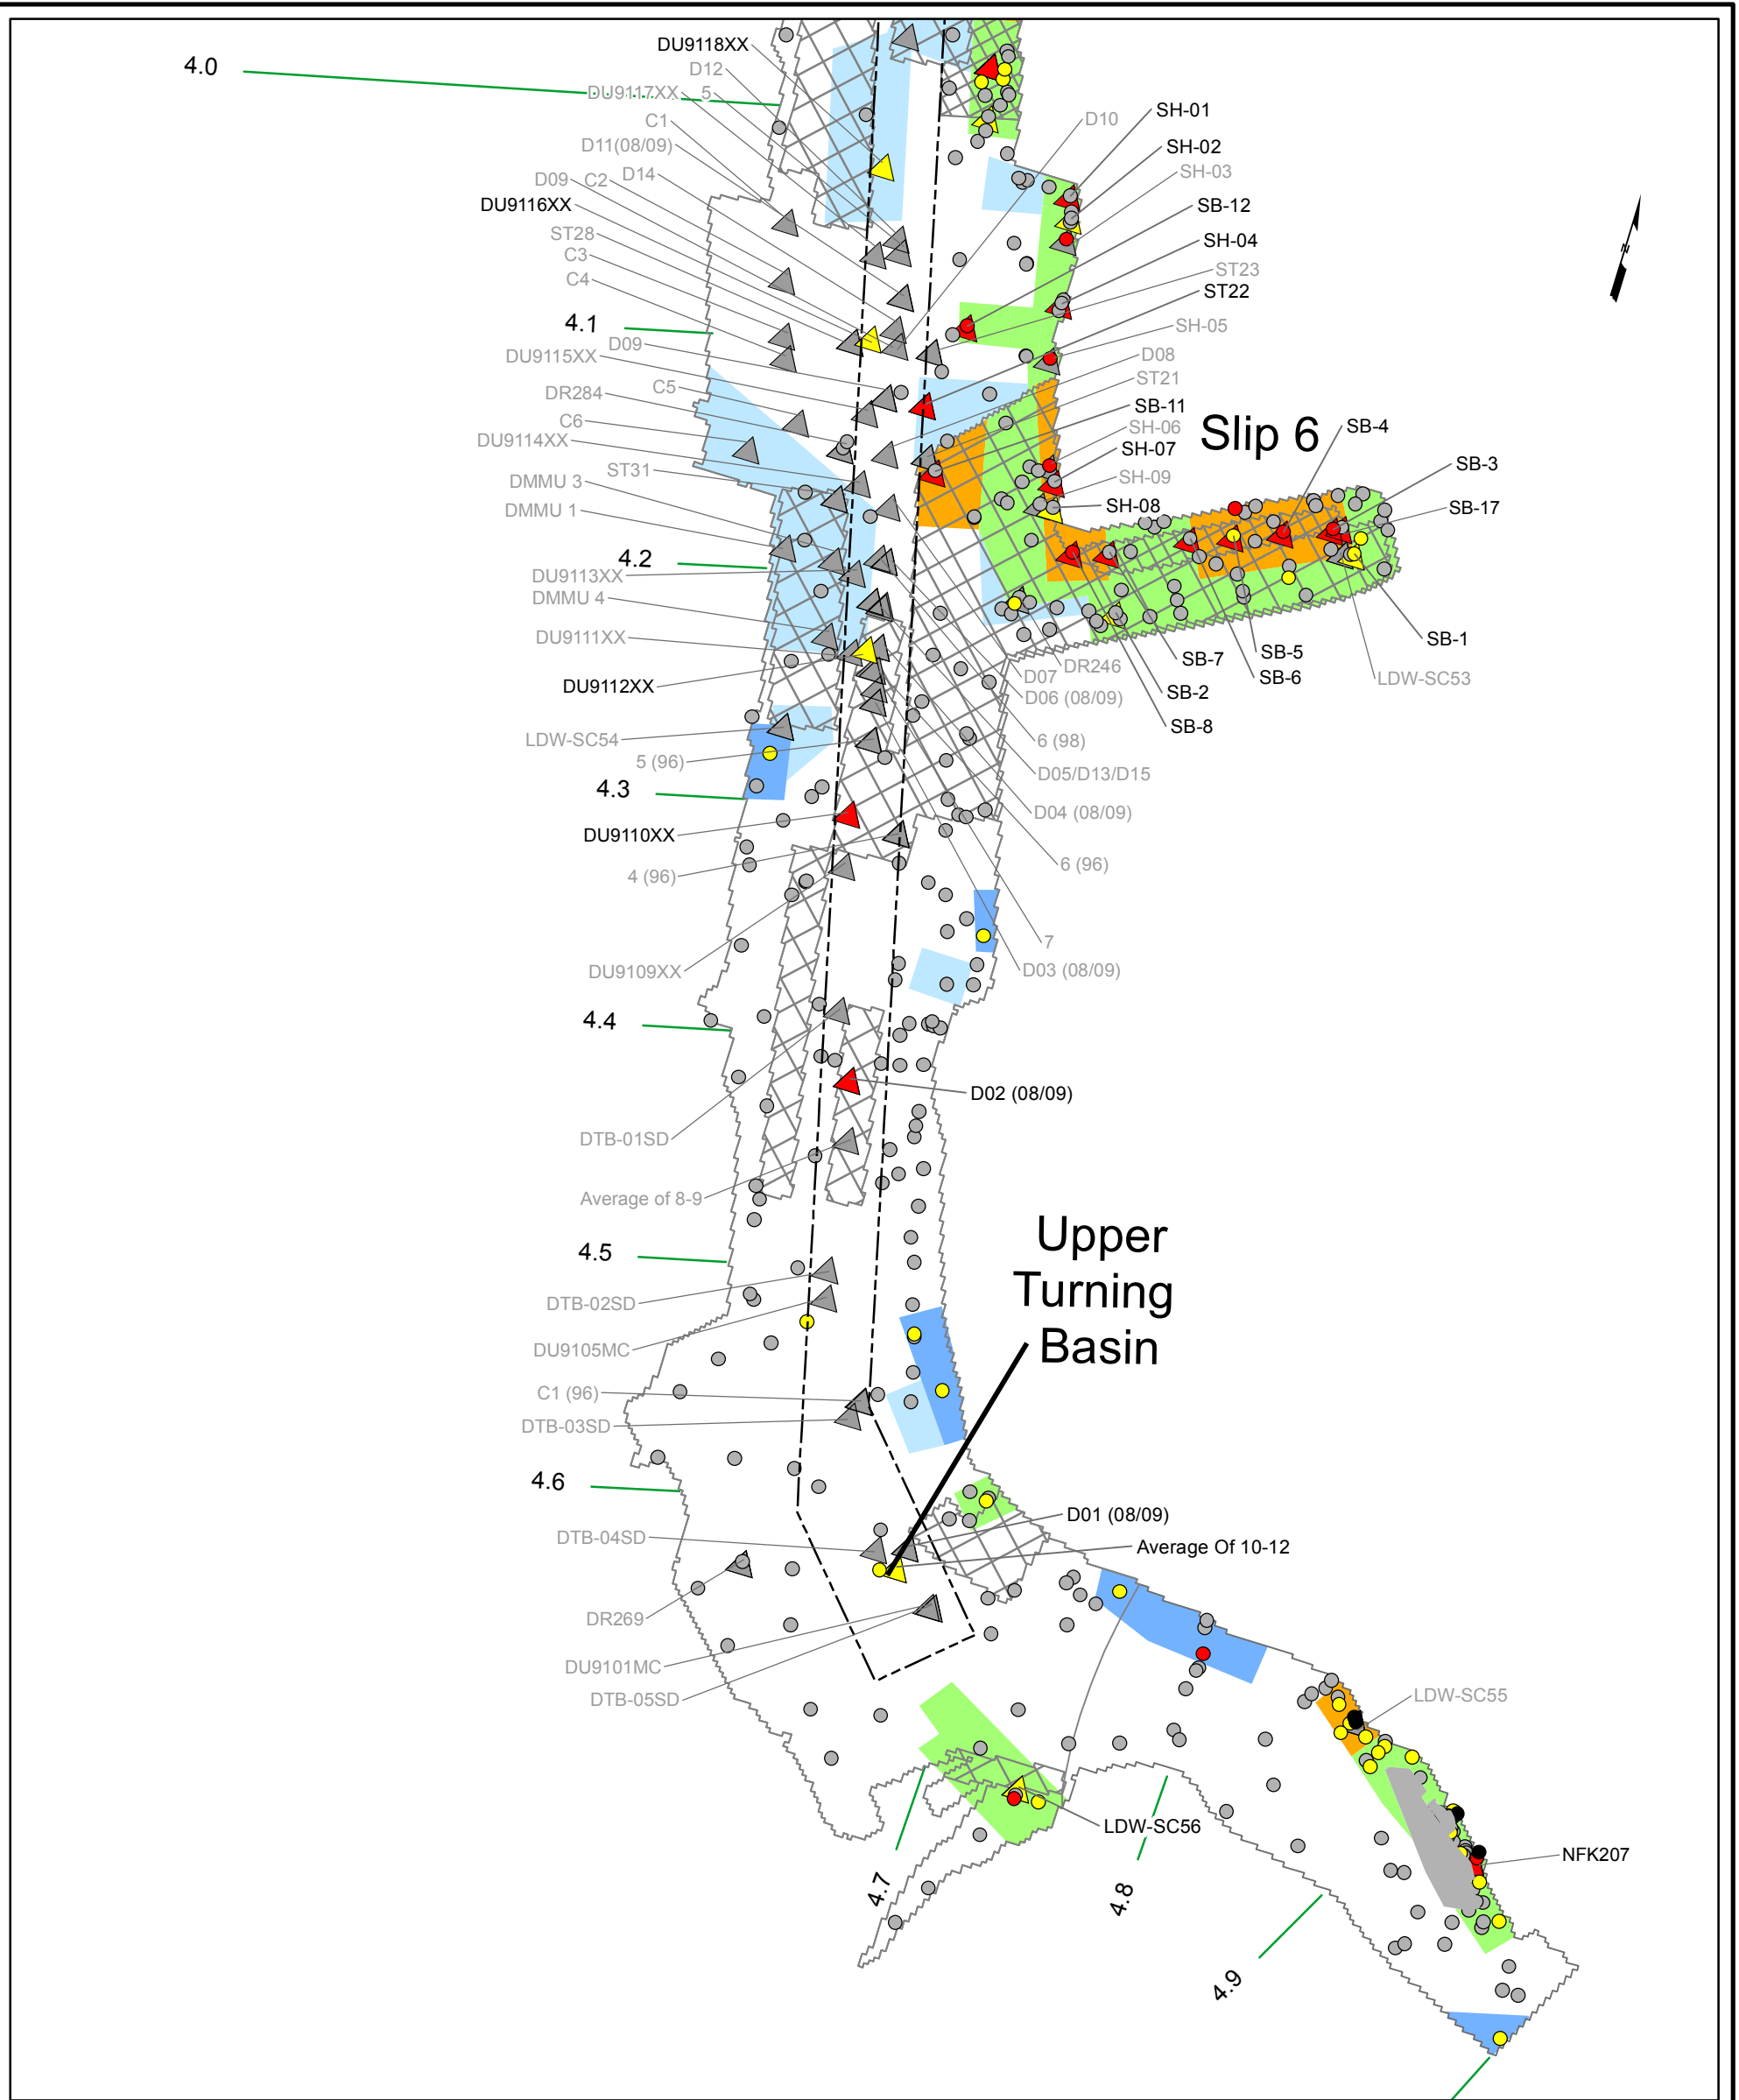 DU9118XX
4.0
D12
DU9117XX
5
SH-01
C1
D10
D11(08/09)
SH-02
SH-03
D14
D09
C2
DU9116XX
SB-12
ST28
SH-04
C3
ST23
C4
ST22
4.1
SH-05
D09
DU9115XX
D08
ST21
C5
DR284
SB-11
C6
SH-06
Slip 6
SB-4
DU9114XX
SH-07
ST31
SB-3
DMMU 3
SH-09
DMMU 1
SH-08
SB-17
4.2
DU9113XX
DMMU 4
DU9111XX
SB-1
SB-7
SB-5
DR246
D07
SB-6
LDW-SC53
DU9112XX
SB-2
D06 (08/09)
SB-8
LDW-SC54
6 (98)
5 (96)
D05/D13/D15
4.3
D04 (08/09)
DU9110XX
6 (96)
4 (96)
7
DU9109XX
D03 (08/09)
4.4
D02 (08/09)
DTB-01SD
Average of 8-9
Upper
Turning
Basin
4.5
DTB-02SD
DU9105MC
C1 (96)
DTB-03SD
4.6
D01 (08/09)
DTB-04SD
Average Of 10-12
DR269
DU9101MC
DTB-05SD
LDW-SC55
LDW-SC56
NFK207
4.7
4.8
4.9
N